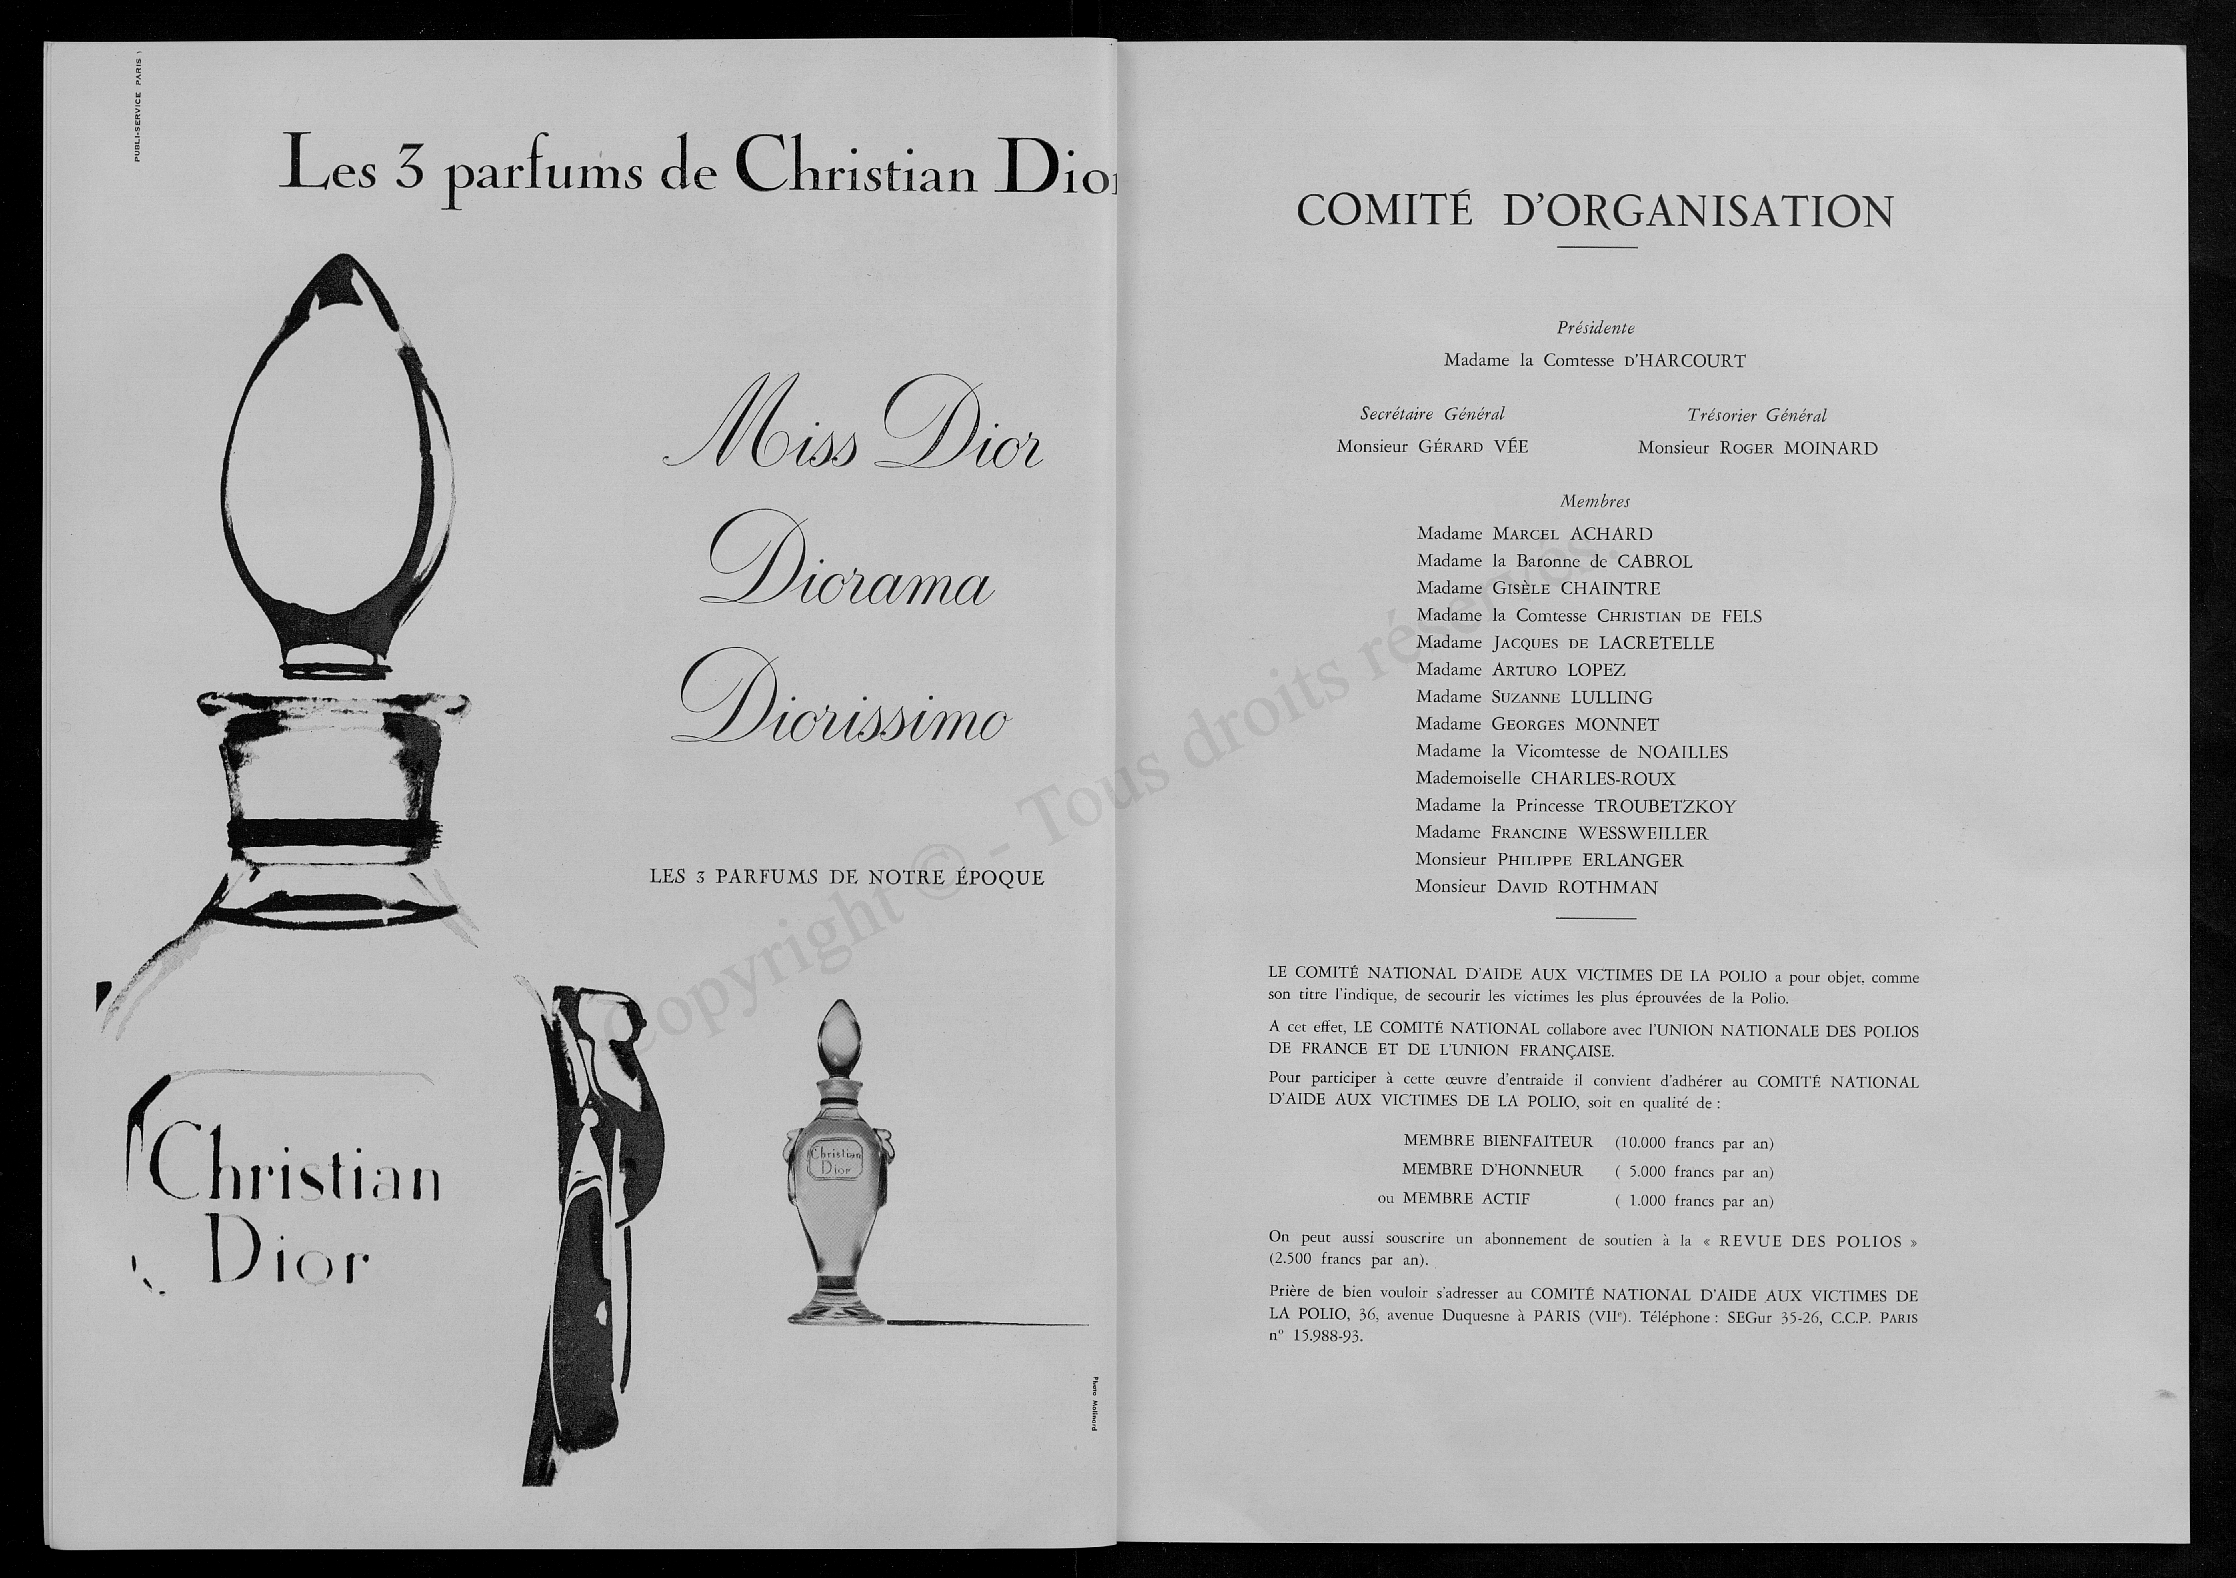 PUBLI-SERVICE PARIS
Les 3 parfums de Christian Dior
Miss Dior
Diorama
Diorissimo
LES 3 PARFUMS DE NOTRE ÉPOQUE
Christian
Dior
Christian
Dior
Photo Molinard
COMITÉ D'ORGANISATION
Présidente
Madame la Comtesse D'HARCOURT
Secrétaire Général
Monsieur GÉRARD VÉE
Trésorier Général
Monsieur ROGER MOINARD
Membres
Madame MARCEL ACHARD
Madame la Baronne de CABROL
Madame GISÈLE CHAINTRE
Madame la Comtesse CHRISTIAN DE FELS
Madame JACQUES DE LACRETELLE
Madame ARTURO LOPEZ
Madame SUZANNE LULLING
Madame GEORGES MONNET
Madame la Vicomtesse de NOAILLES
Mademoiselle CHARLES-ROUX
Madame la Princesse TROUBETZKOY
Madame FRANCINE WESSWEILLER
Monsieur PHILIPPE ERLANGER
Monsieur DAVID ROTHMAN
LE COMITÉ NATIONAL D'AIDE AUX VICTIMES DE LA POLIO a pour objet, comme
son titre l'indique, de secourir les victimes les plus éprouvées de la Polio.
A cet effet, LE COMITÉ NATIONAL collabore avec l'UNION NATIONALE DES POLIOS
DE FRANCE ET DE L'UNION FRANÇAISE.
Pour participer à cette œuvre d'entraide il convient d'adhérer au COMITÉ NATIONAL
D'AIDE AUX VICTIMES DE LA POLIO, soit en qualité de :
MEMBRE BIENFAITEUR (10.000 francs par an)
MEMBRE D'HONNEUR ( 5.000 francs par an)
ou MEMBRE ACTIF ( 1.000 francs par an)
On peut aussi souscrire un abonnement de soutien à la « REVUE DES POLIOS »
(2.500 francs par an).
Prière de bien vouloir s'adresser au COMITÉ NATIONAL D'AIDE AUX VICTIMES DE
LA POLIO, 36, avenue Duquesne à PARIS (VIIe). Téléphone : SEGur 35-26, C.C.P. PARIS
n° 15.988-93.
Copyright © - Tous droits réservés.